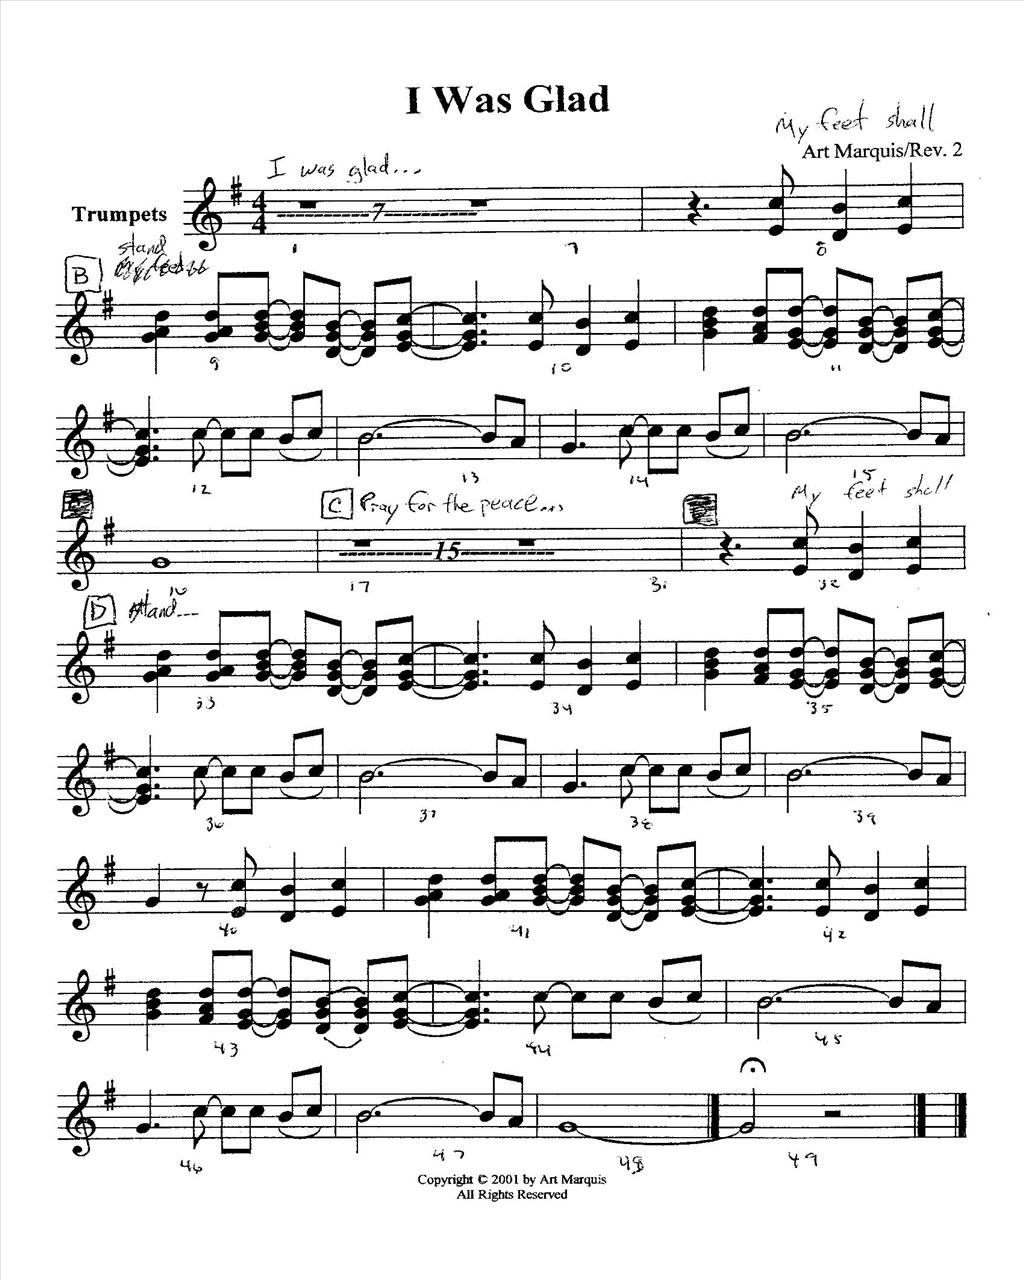 I Was Glad
My feet shall
Art Marquis/Rev. 2
I was glad...
Trumpets
4
4
7
1 7 8
stand
B
9 10 11
12 13 14 15
My feet shall
C Pray for the peace...
15
16 17 31 32
D stand...
33 34 35
36 37 38 39
40 41 42
43 44 45
46 47 48 49
Copyright © 2001 by Art Marquis
All Rights Reserved